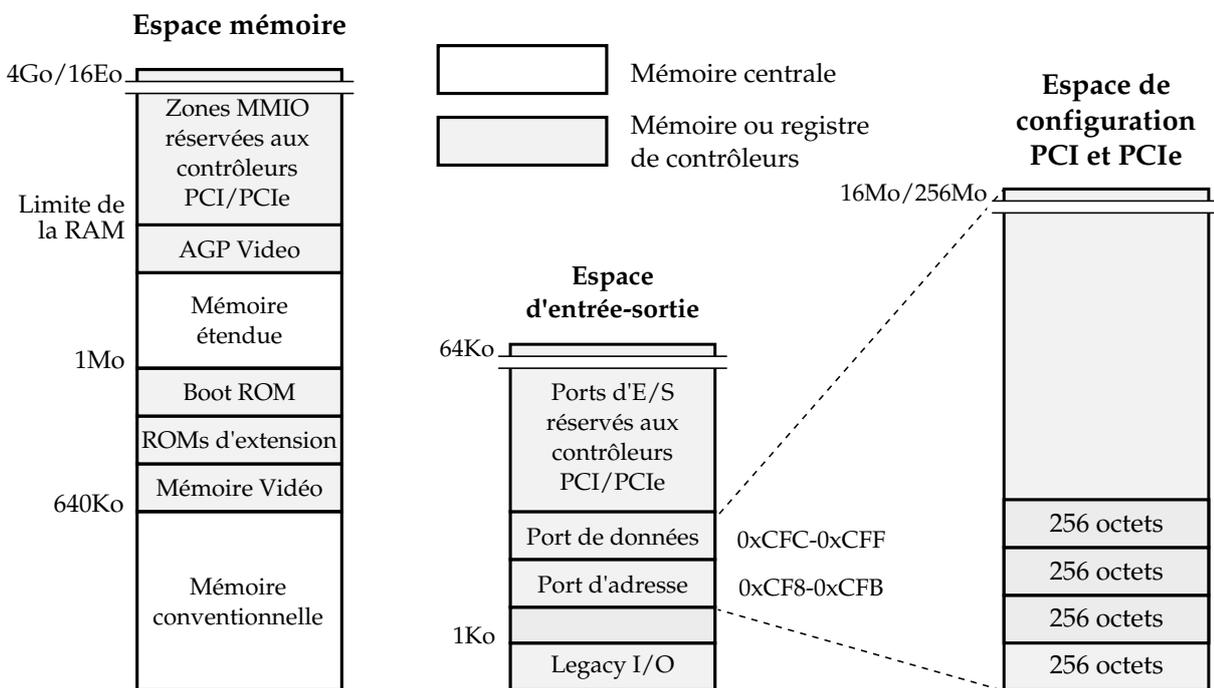 Espace mémoire
4Go/16Eo
Zones MMIO
réservées aux
contrôleurs
PCI/PCIe
Limite de
la RAM
AGP Video
Mémoire
étendue
1Mo
Boot ROM
ROMs d'extension
Mémoire Vidéo
640Ko
Mémoire
conventionnelle
Mémoire centrale
Mémoire ou registre
de contrôleurs
Espace
d'entrée-sortie
64Ko
Ports d'E/S
réservés aux
contrôleurs
PCI/PCIe
Port de données
0xCFC-0xCFF
Port d'adresse
0xCF8-0xCFB
1Ko
Legacy I/O
Espace de
configuration
PCI et PCIe
16Mo/256Mo
256 octets
256 octets
256 octets
256 octets